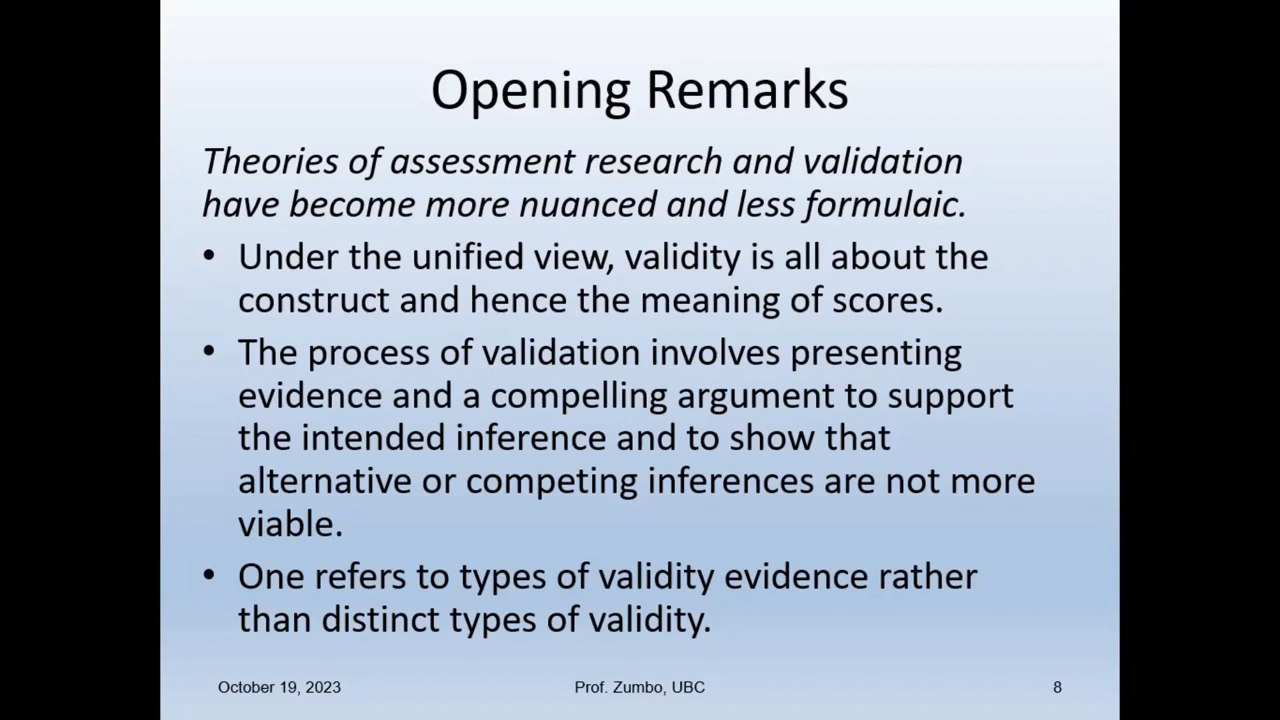 Opening Remarks
Theories of assessment research and validation
have become more nuanced and less formulaic.
• Under the unified view, validity is all about the
construct and hence the meaning of scores.
• The process of validation involves presenting
evidence and a compelling argument to support
the intended inference and to show that
alternative or competing inferences are not more
viable.
• One refers to types of validity evidence rather
than distinct types of validity.
October 19, 2023
Prof. Zumbo, UBC
8